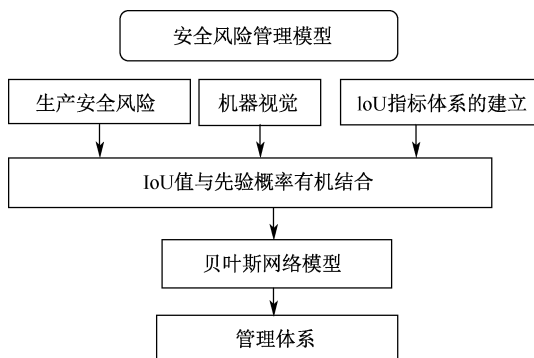 安全风险管理模型
生产安全风险
机器视觉
loU指标体系的建立
IoU值与先验概率有机结合
贝叶斯网络模型
管理体系